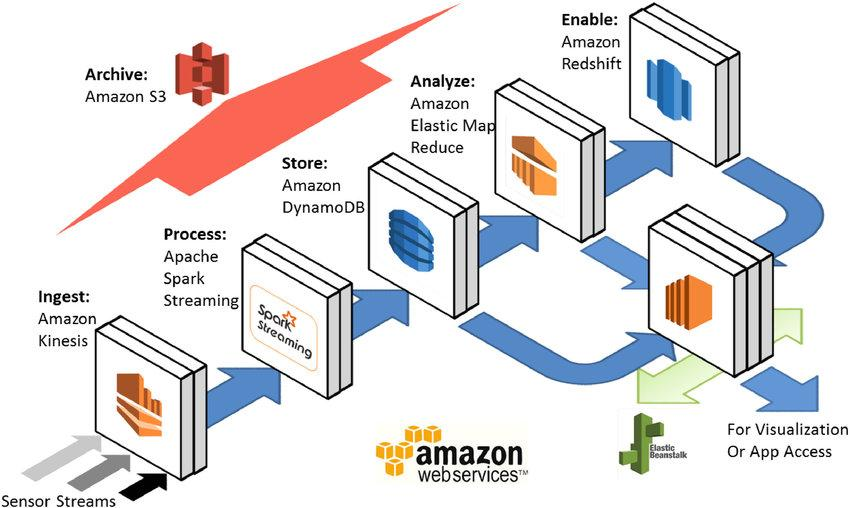 Enable:
Amazon
Redshift
Archive:
Amazon S3
Analyze:
Amazon
Elastic Map
Reduce
Store:
Amazon
DynamoDB
Process:
Apache
Spark
Streaming
Ingest:
Amazon
Kinesis
Spark
Streaming
Sensor Streams
amazon
webservices™
Elastic
Beanstalk
For Visualization
Or App Access